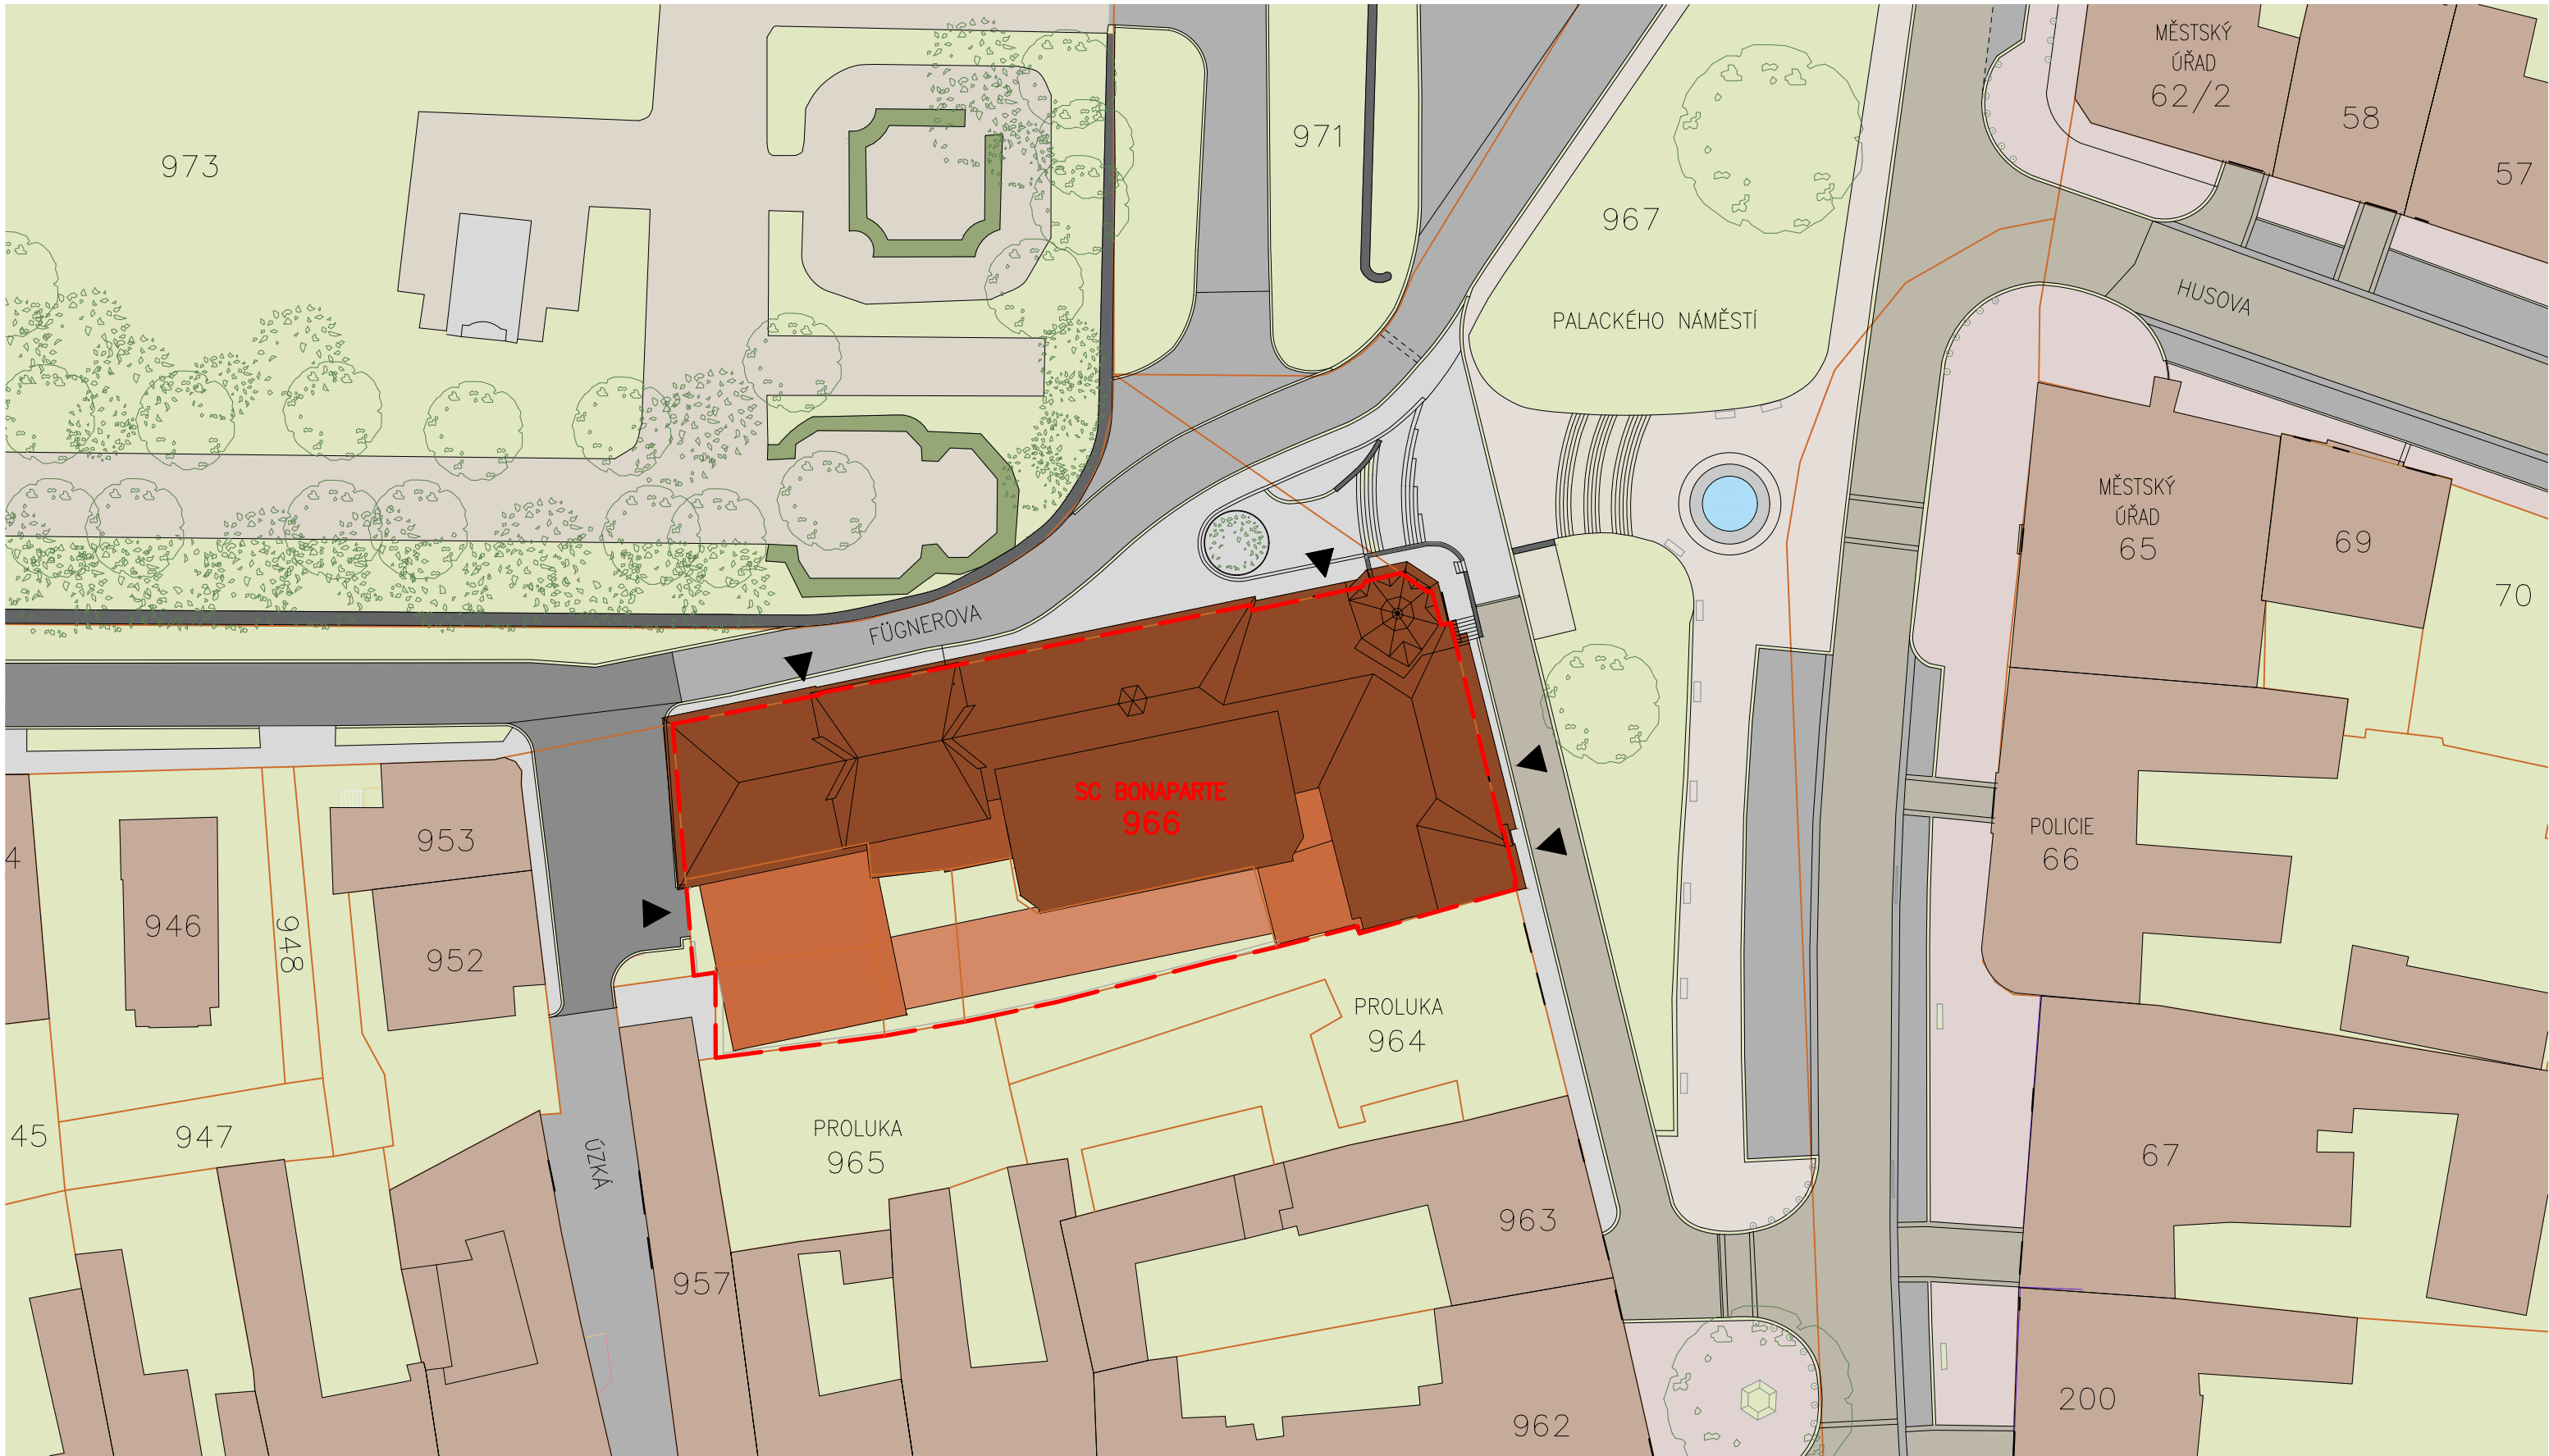 MĚSTSKÝ
ÚŘAD
62/2
58
57
971
973
967
PALACKÉHO NÁMĚSTÍ
HUSOVA
MĚSTSKÝ
ÚŘAD
65
69
70
FÜGNEROVA
SC BONAPARTE
966
953
4
946
948
952
POLICIE
66
PROLUKA
964
45
947
ÚZKÁ
PROLUKA
965
67
963
957
200
962